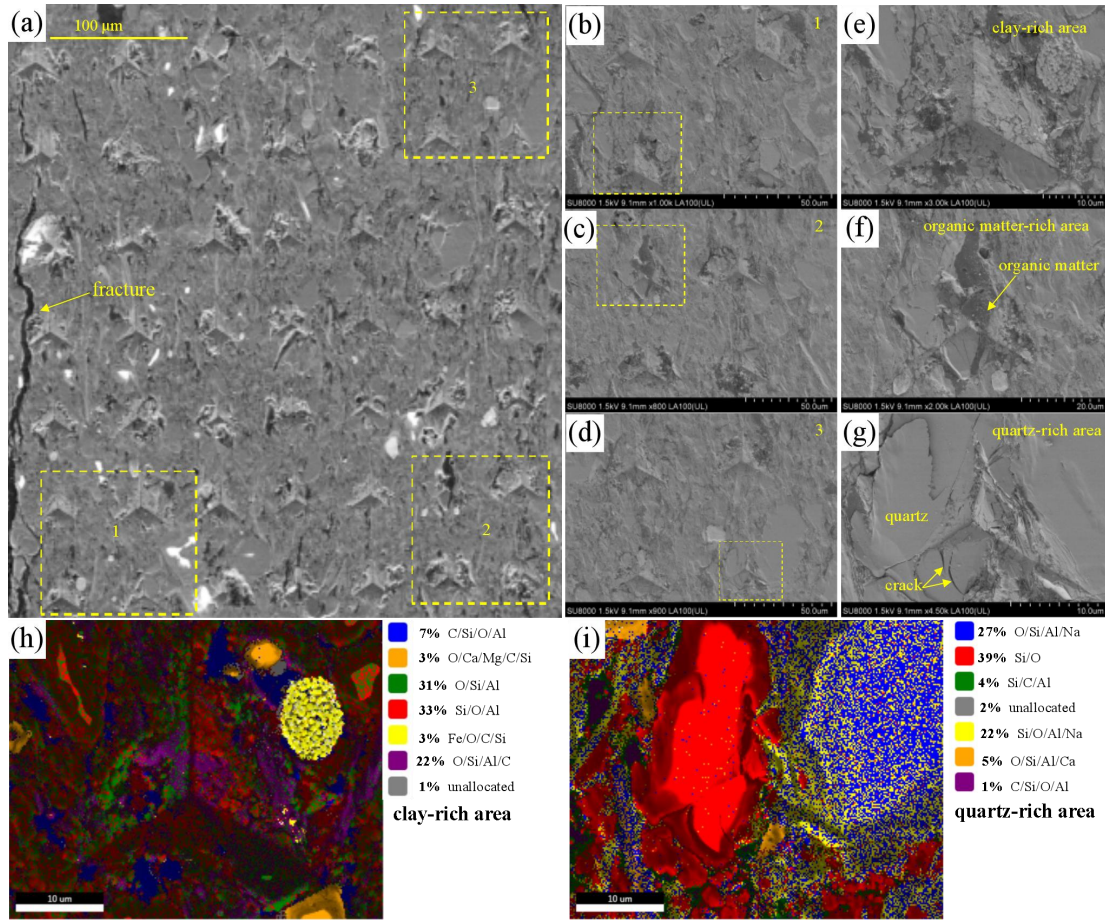 (a)
100 μm
3
fracture
1
2
(b)
1
SU8000 1.5kV 9.1mm x1.00k LA100(UL)
50.0um
(c)
2
SU8000 1.5kV 9.1mm x800 LA100(UL)
50.0um
(d)
3
SU8000 1.5kV 9.1mm x900 LA100(UL)
50.0um
(e)
clay-rich area
SU8000 1.5kV 9.1mm x3.00k LA100(UL)
10.0um
(f)
organic matter-rich area
organic matter
SU8000 1.5kV 9.1mm x2.00k LA100(UL)
20.0um
(g)
quartz-rich area
quartz
crack
SU8000 1.5kV 9.1mm x4.50k LA100(UL)
10.0um
(h)
10 um
7% C/Si/O/Al
3% O/Ca/Mg/C/Si
31% O/Si/Al
33% Si/O/Al
3% Fe/O/C/Si
22% O/Si/Al/C
1% unallocated
clay-rich area
(i)
10 um
27% O/Si/Al/Na
39% Si/O
4% Si/C/Al
2% unallocated
22% Si/O/Al/Na
5% O/Si/Al/Ca
1% C/Si/O/Al
quartz-rich area